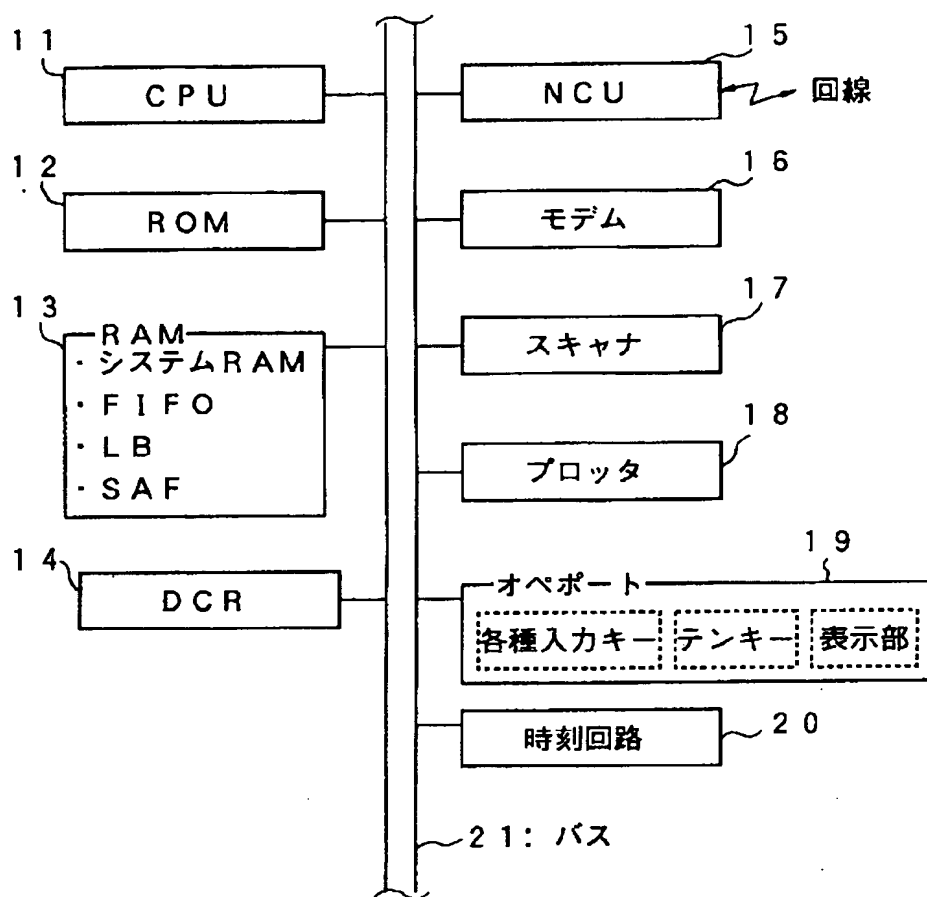 11
CPU
12
ROM
13
RAM
・システムRAM
・FIFO
・LB
・SAF
14
DCR
15
NCU
回線
16
モデム
17
スキャナ
18
プロッタ
19
オペポート
各種入力キー
テンキー
表示部
時刻回路
20
21: バス